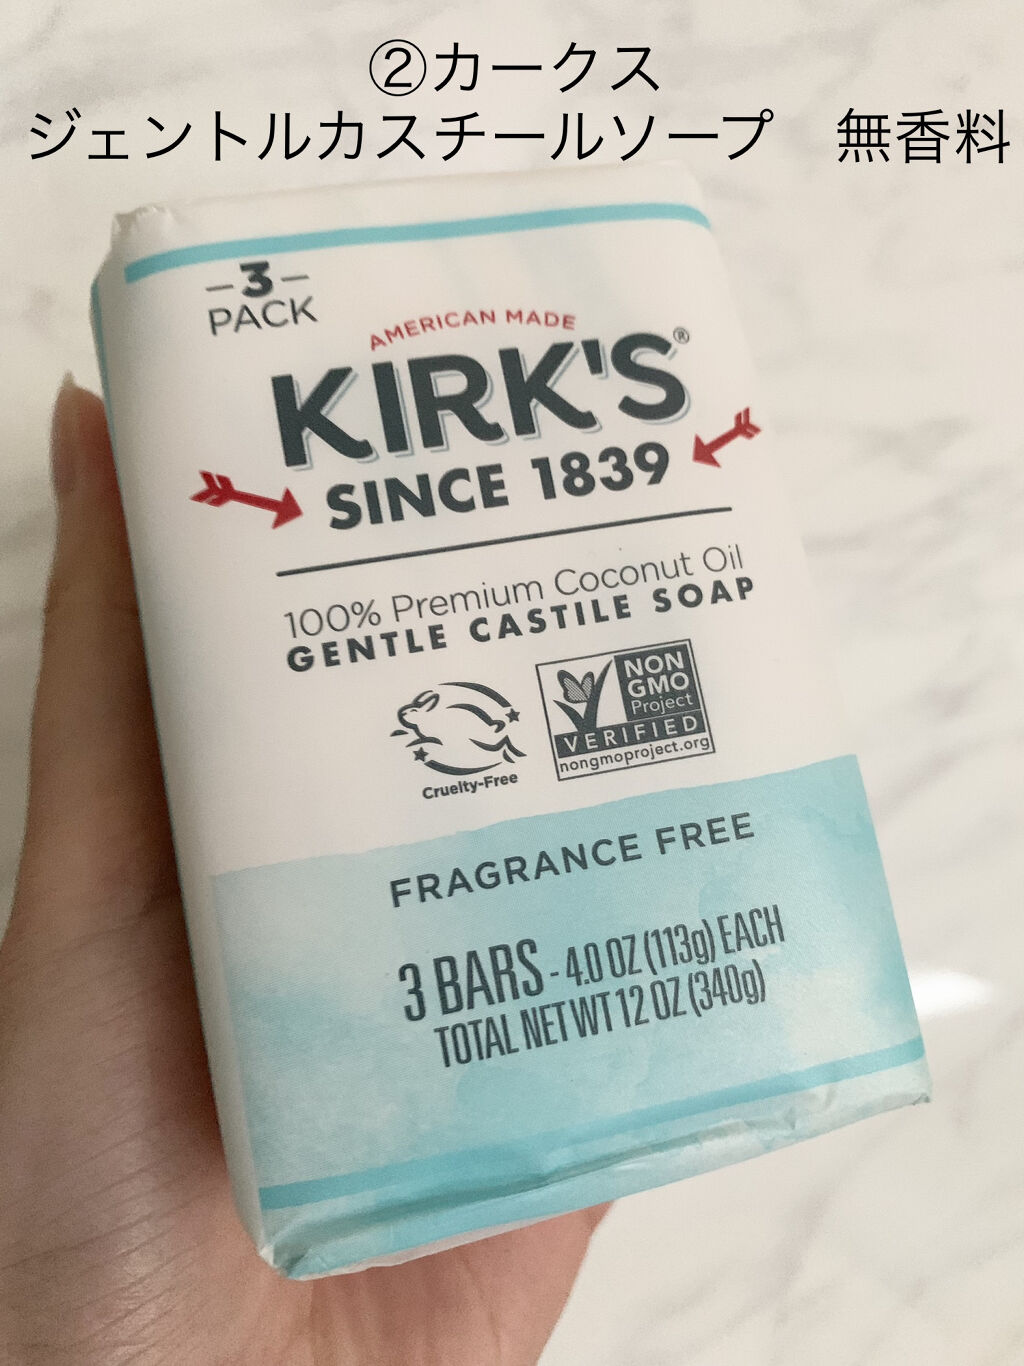 ②カークス
ジェントルカスチールソープ　無香料
-3-
PACK
AMERICAN MADE
KIRK'S®
SINCE 1839
100% Premium Coconut Oil
GENTLE CASTILE SOAP
NON
GMO
Project
VERIFIED
nongmoproject.org
Cruelty-Free
FRAGRANCE FREE
3 BARS - 4.0 OZ (113g) EACH
TOTAL NET WT 12 OZ (340g)